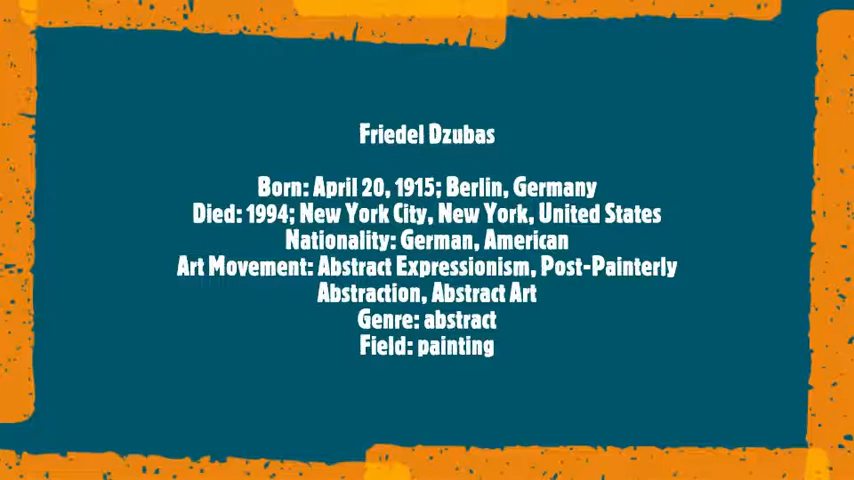 Friedel Dzubas
Born: April 20, 1915; Berlin, Germany
Died: 1994; New York City, New York, United States
Nationality: German, American
Art Movement: Abstract Expressionism, Post-Painterly
Abstraction, Abstract Art
Genre: abstract
Field: painting